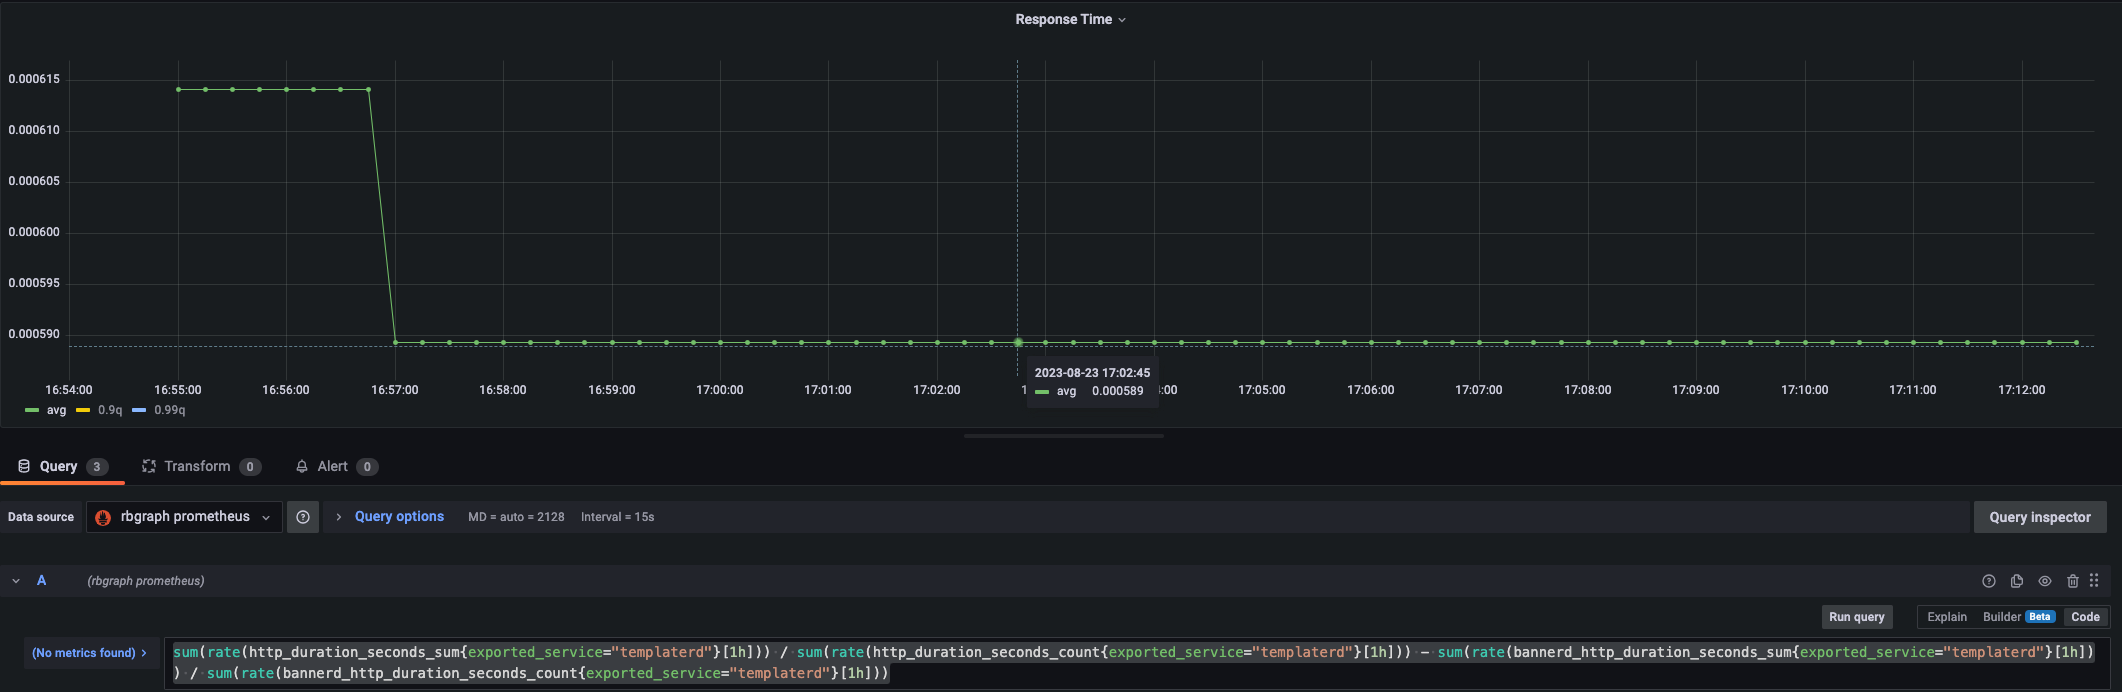 Response Time
0.000615
0.000610
0.000605
0.000600
0.000595
0.000590
16:54:00 16:55:00 16:56:00 16:57:00 16:58:00 16:59:00 17:00:00 17:01:00 17:02:00 17:05:00 17:06:00 17:07:00 17:08:00 17:09:00 17:10:00 17:11:00 17:12:00
2023-08-23 17:02:45
avg 0.000589
avg 0.9q 0.99q
Query 3 Transform 0 Alert 0
Data source rbgraph prometheus Query options MD = auto = 2128 Interval = 15s Query inspector
A (rbgraph prometheus)
Run query Explain Builder Beta Code
(No metrics found) > sum(rate(http_duration_seconds_sum{exported_service="templaterd"}[1h])) / sum(rate(http_duration_seconds_count{exported_service="templaterd"}[1h])) - sum(rate(bannerd_http_duration_seconds_sum{exported_service="templaterd"}[1h])
) / sum(rate(bannerd_http_duration_seconds_count{exported_service="templaterd"}[1h]))